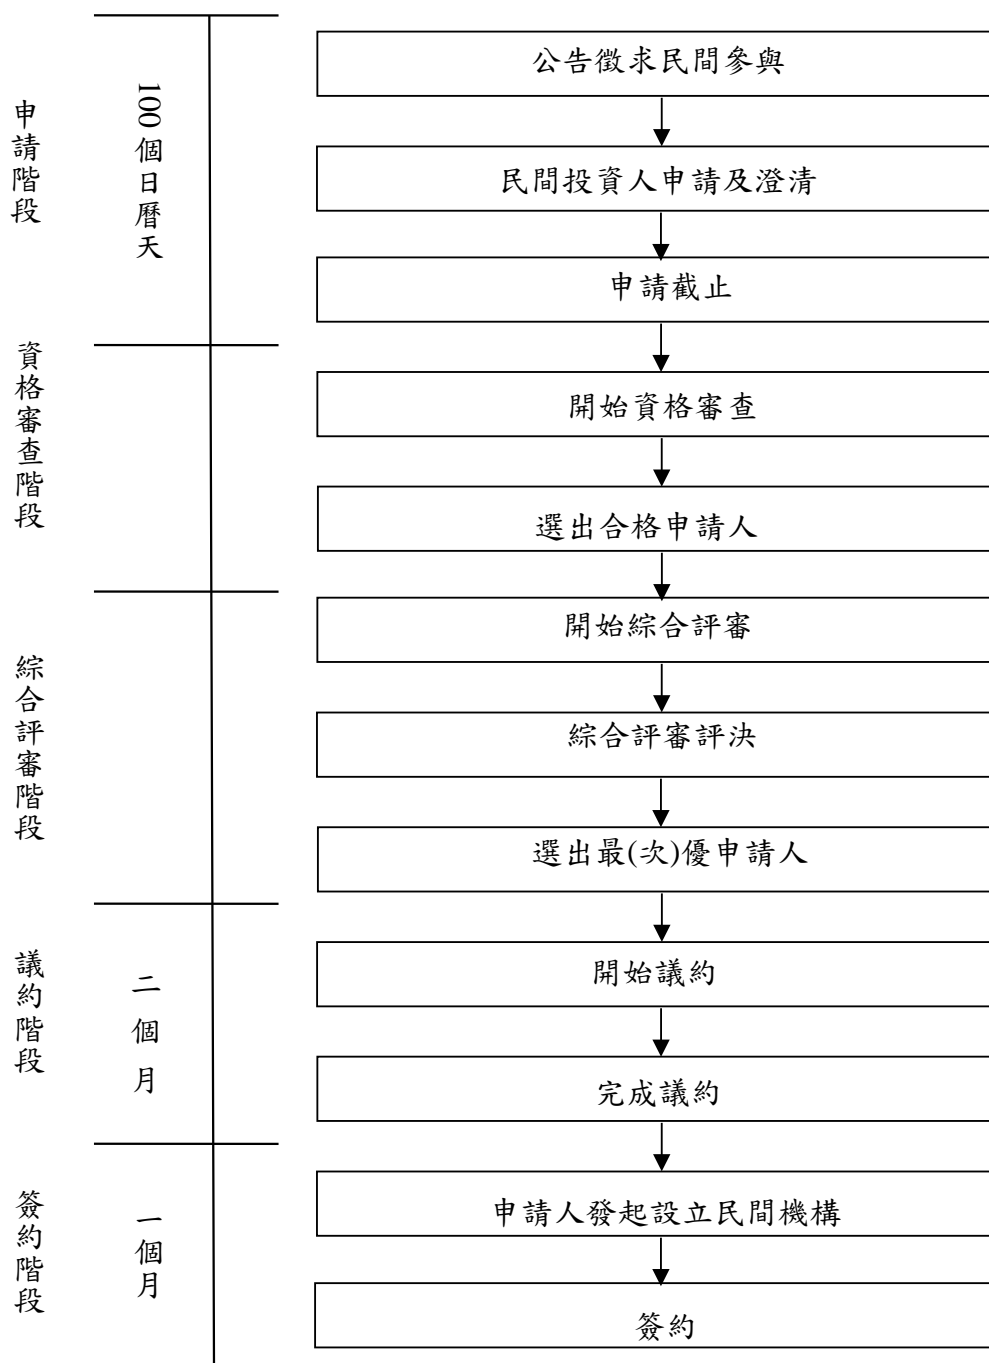 申請階段
100個日曆天
公告徵求民間參與
民間投資人申請及澄清
申請截止
資格審查階段
開始資格審查
選出合格申請人
綜合評審階段
開始綜合評審
綜合評審評決
選出最(次)優申請人
議約階段
二個月
開始議約
完成議約
簽約階段
一個月
申請人發起設立民間機構
簽約